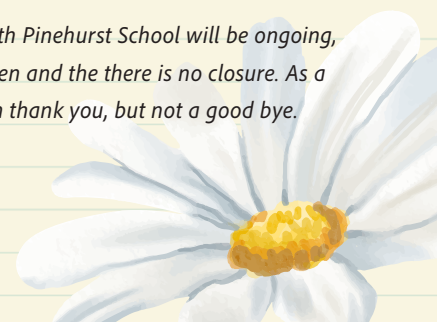 th Pinehurst School will be ongoing,
en and the there is no closure. As a
thank you, but not a good bye.